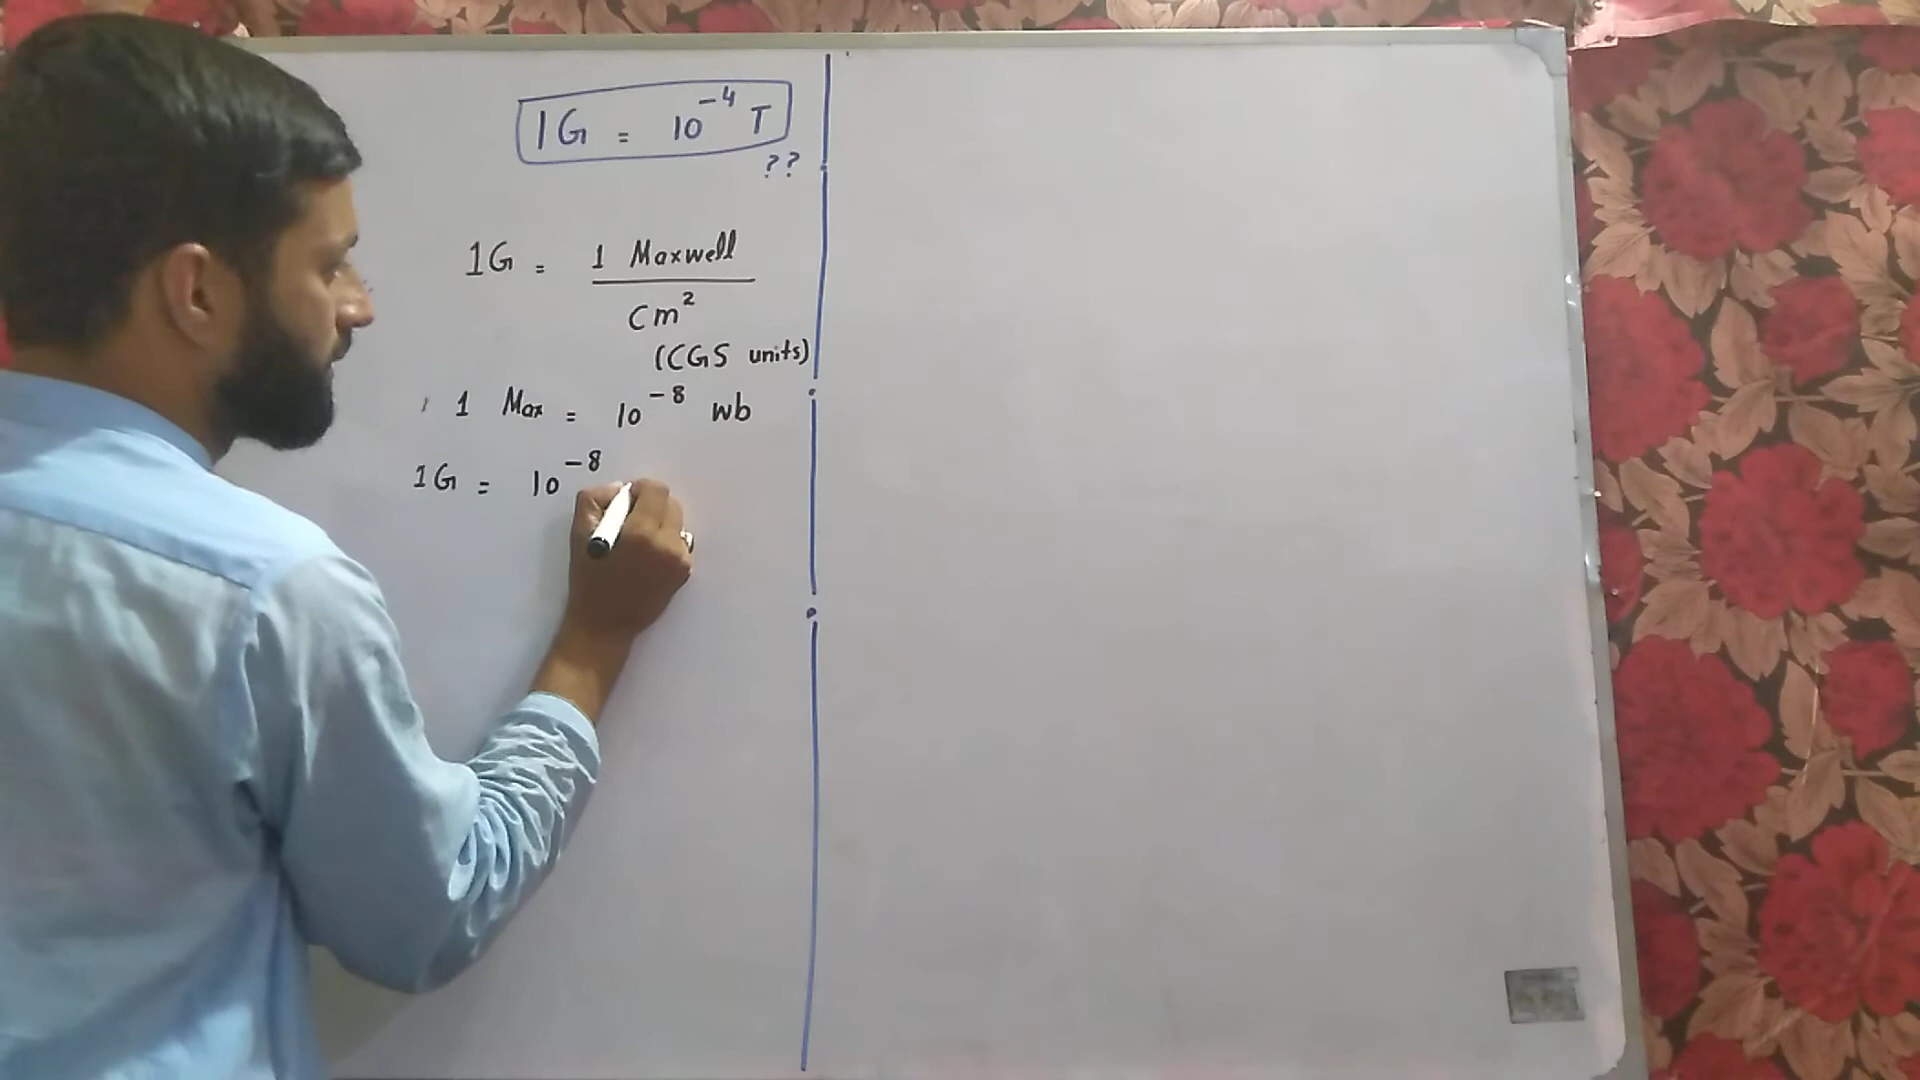 1G = 10⁻⁴ T
??
1G = 1 Maxwell / Cm²
(CGS units)
1 Max = 10⁻⁸ wb
1G = 10⁻⁸